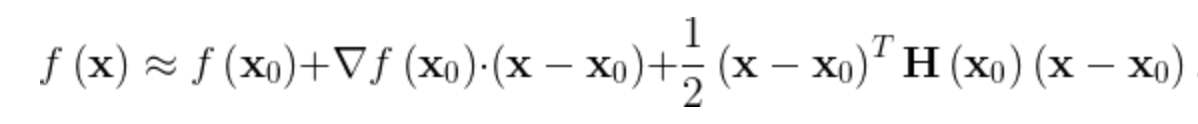 f (𝐱) ≈ f (𝐱₀)+∇f (𝐱₀)·(𝐱 − 𝐱₀)+½ (𝐱 − 𝐱₀)ᵀ 𝐇 (𝐱₀) (𝐱 − 𝐱₀) .